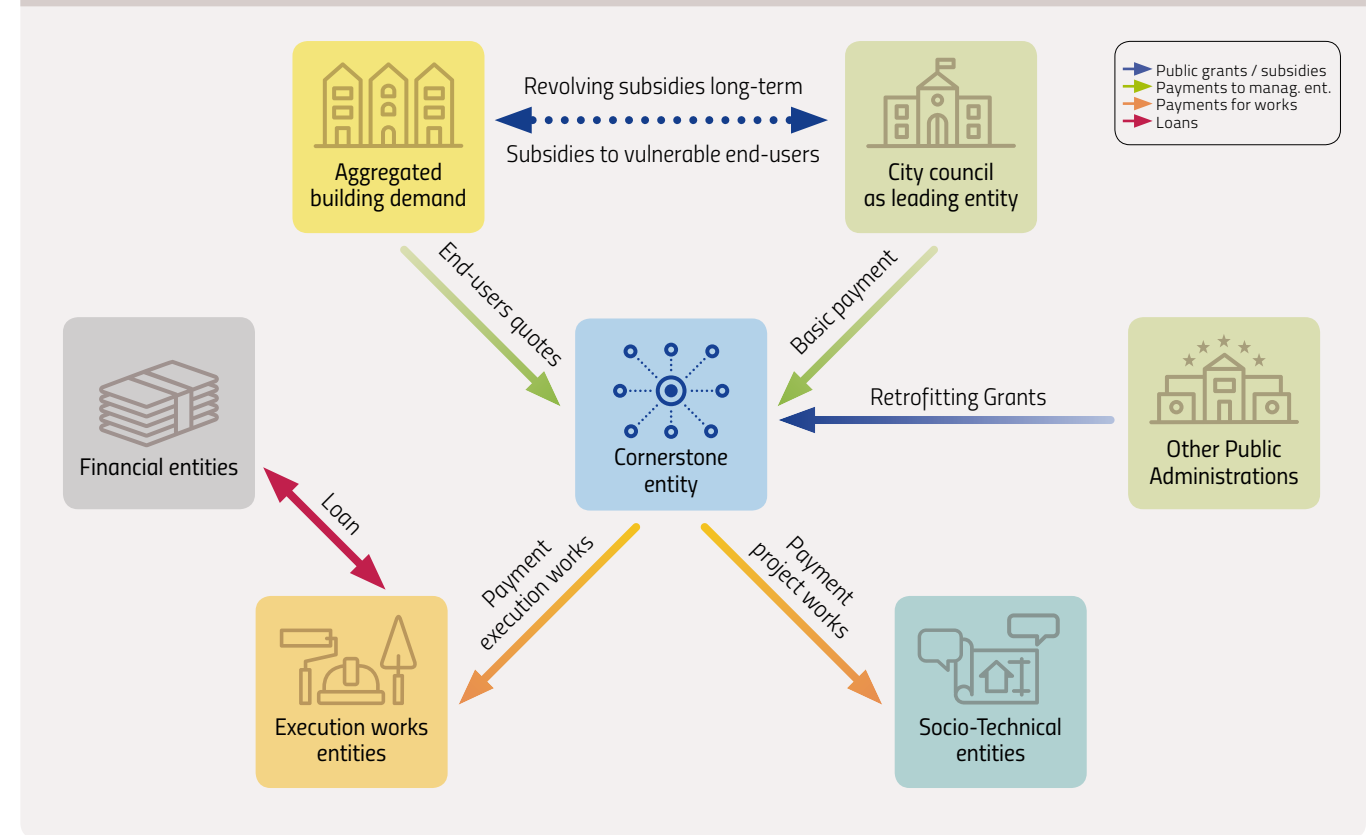 Revolving subsidies long-term
Subsidies to vulnerable end-users
Aggregated
building demand
City council
as leading entity
Public grants / subsidies
Payments to manag. ent.
Payments for works
Loans
End-users quotes
Basic payment
Financial entities
Cornerstone
entity
Retrofitting Grants
Other Public
Administrations
Loan
Payment
execution works
Payment
project works
Execution works
entities
Socio-Technical
entities